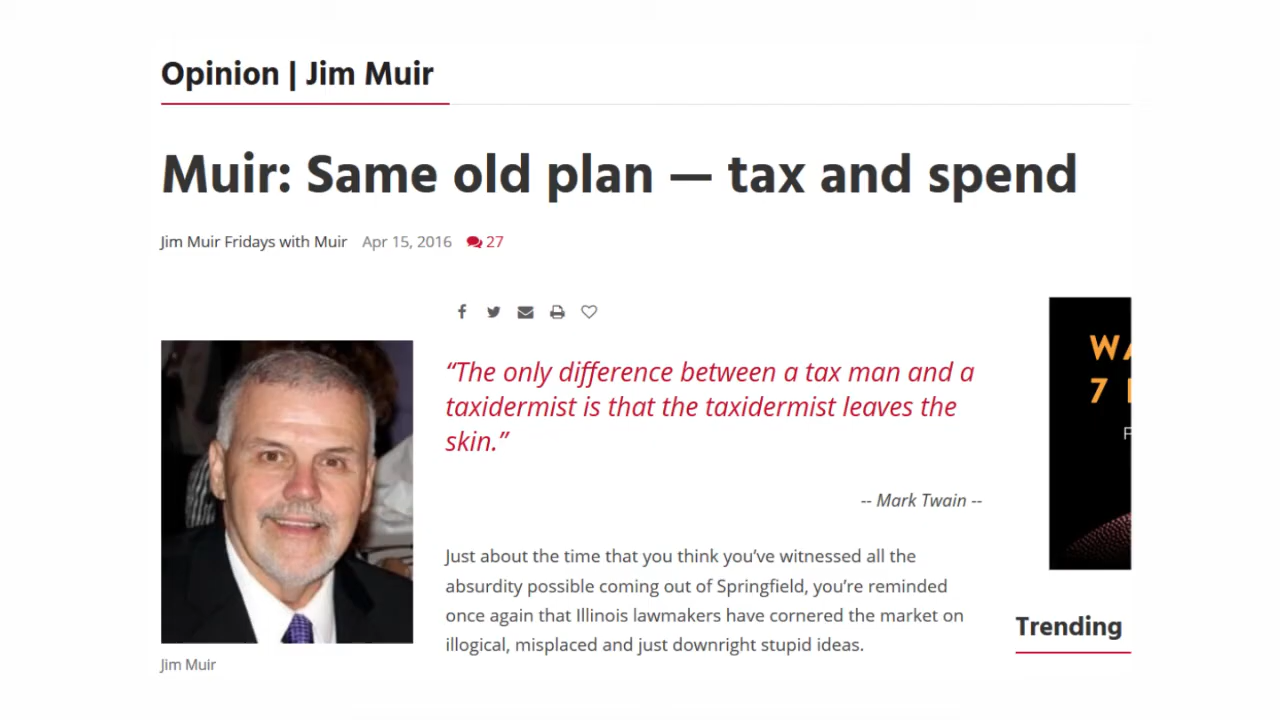 Opinion | Jim Muir
Muir: Same old plan — tax and spend
Jim Muir Fridays with Muir Apr 15, 2016 27
“The only difference between a tax man and a
taxidermist is that the taxidermist leaves the
skin.”
-- Mark Twain --
Just about the time that you think you’ve witnessed all the
absurdity possible coming out of Springfield, you’re reminded
once again that Illinois lawmakers have cornered the market on
illogical, misplaced and just downright stupid ideas.
Jim Muir
7
Trending